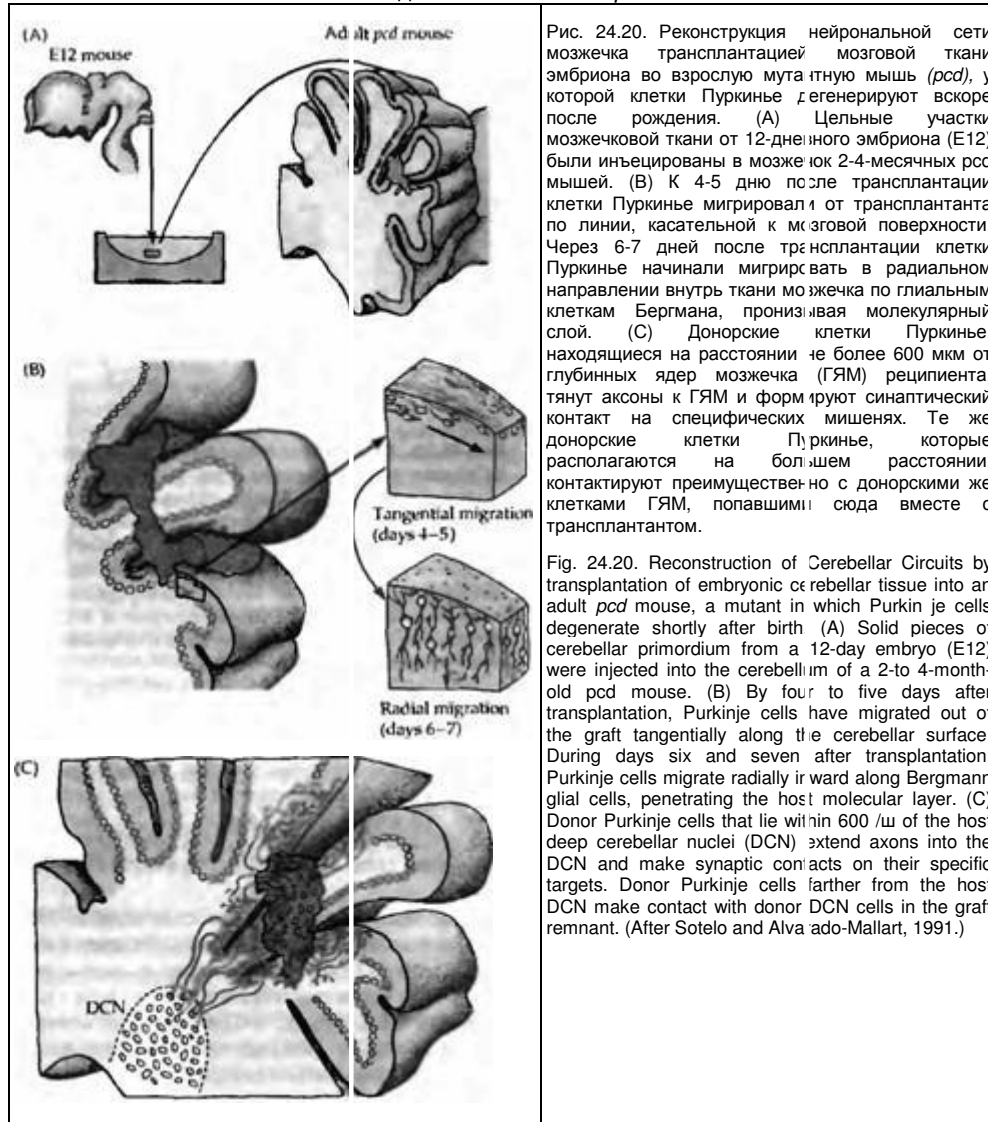 (A)
E12 mouse
Adult pcd mouse
(B)
Tangential migration
(days 4–5)
Radial migration
(days 6–7)
(C)
DCN
Рис. 24.20. Реконструкция нейрональной сети
мозжечка трансплантацией мозговой ткани
эмбриона во взрослую мутантную мышь (pcd), у
которой клетки Пуркинье дегенерируют вскоре
после рождения. (A) Цельные участки
мозжечковой ткани от 12-дневного эмбриона (E12)
были инъецированы в мозжечок 2-4-месячных pcd
мышей. (B) К 4-5 дню после трансплантации
клетки Пуркинье мигрировали от трансплантанта
по линии, касательной к мозговой поверхности.
Через 6-7 дней после трансплантации клетки
Пуркинье начинали мигрировать в радиальном
направлении внутрь ткани мозжечка по глиальным
клеткам Бергмана, пронизывая молекулярный
слой. (C) Донорские клетки Пуркинье,
находящиеся на расстоянии не более 600 мкм от
глубинных ядер мозжечка (ГЯМ) реципиента,
тянут аксоны к ГЯМ и формируют синаптический
контакт на специфических мишенях. Те же
донорские клетки Пуркинье, которые
располагаются на большем расстоянии,
контактируют преимущественно с донорскими же
клетками ГЯМ, попавшими сюда вместе с
трансплантантом.
Fig. 24.20. Reconstruction of Cerebellar Circuits by
transplantation of embryonic cerebellar tissue into an
adult pcd mouse, a mutant in which Purkin je cells
degenerate shortly after birth. (A) Solid pieces of
cerebellar primordium from a 12-day embryo (E12)
were injected into the cerebellum of a 2-to 4-month-
old pcd mouse. (B) By four to five days after
transplantation, Purkinje cells have migrated out of
the graft tangentially along the cerebellar surface.
During days six and seven after transplantation,
Purkinje cells migrate radially inward along Bergmann
glial cells, penetrating the host molecular layer. (C)
Donor Purkinje cells that lie within 600 /ш of the host
deep cerebellar nuclei (DCN) extend axons into the
DCN and make synaptic contacts on their specific
targets. Donor Purkinje cells farther from the host
DCN make contact with donor DCN cells in the graft
remnant. (After Sotelo and Alvarado-Mallart, 1991.)